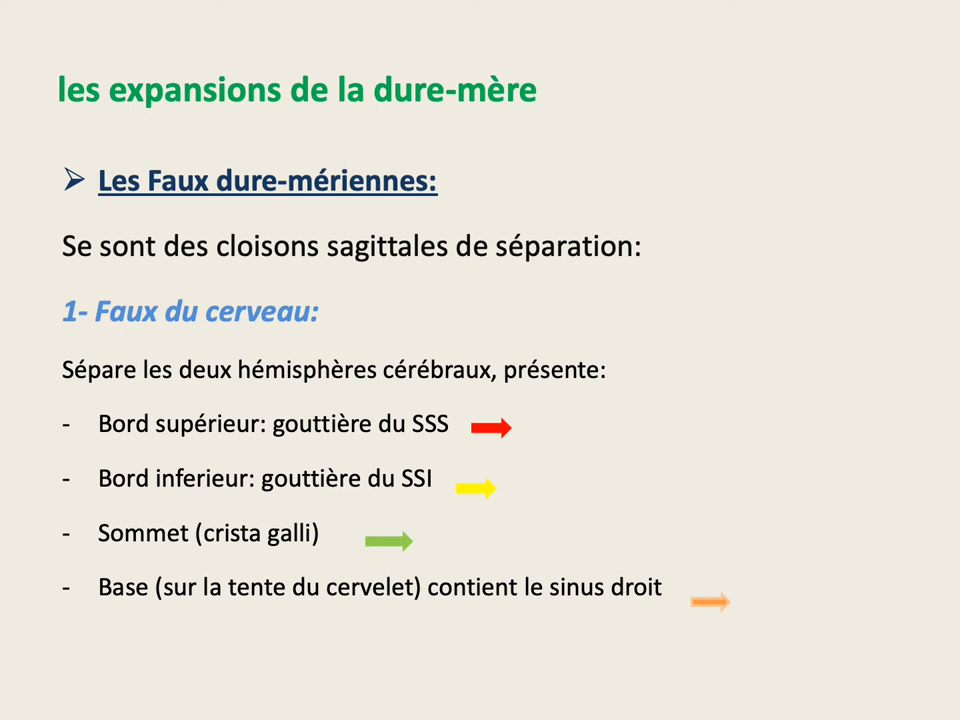 les expansions de la dure-mère
Les Faux dure-mériennes:
Se sont des cloisons sagittales de séparation:
1- Faux du cerveau:
Sépare les deux hémisphères cérébraux, présente:
- Bord supérieur: gouttière du SSS
- Bord inferieur: gouttière du SSI
- Sommet (crista galli)
- Base (sur la tente du cervelet) contient le sinus droit